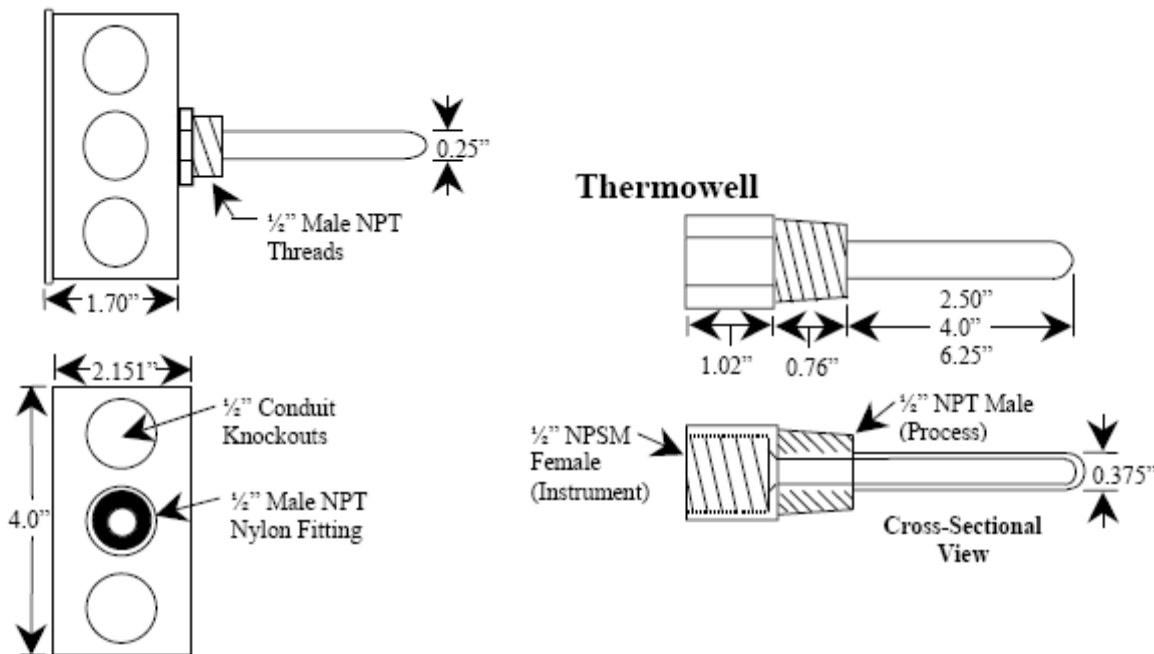 0.25”
½” Male NPT
Threads
1.70”
2.151”
½” Conduit
Knockouts
4.0”
½” Male NPT
Nylon Fitting
Thermowell
2.50”
4.0”
6.25”
1.02”
0.76”
½” NPSM
Female
(Instrument)
½” NPT Male
(Process)
0.375”
Cross-Sectional
View